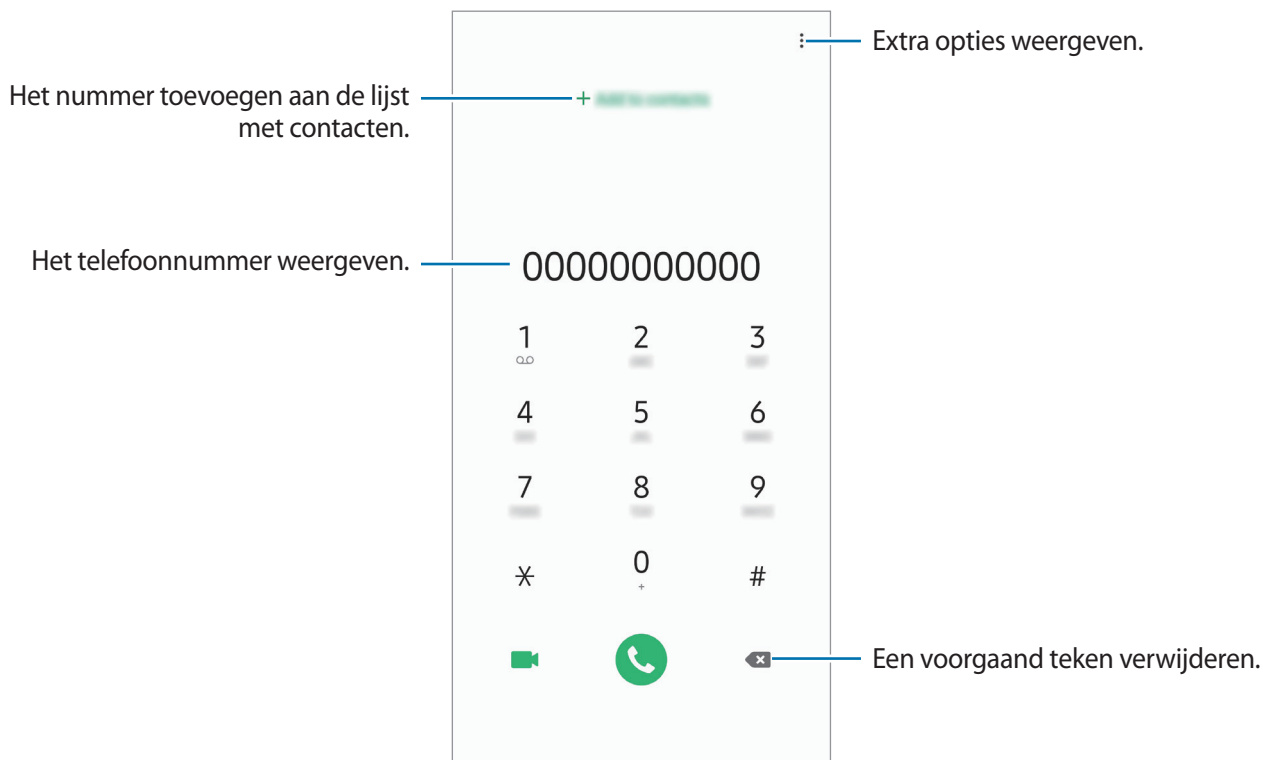 Extra opties weergeven.
Het nummer toevoegen aan de lijst
met contacten.
+
Het telefoonnummer weergeven.
00000000000
1 2 3
4 5 6
7 8 9
* 0 #
+
Een voorgaand teken verwijderen.